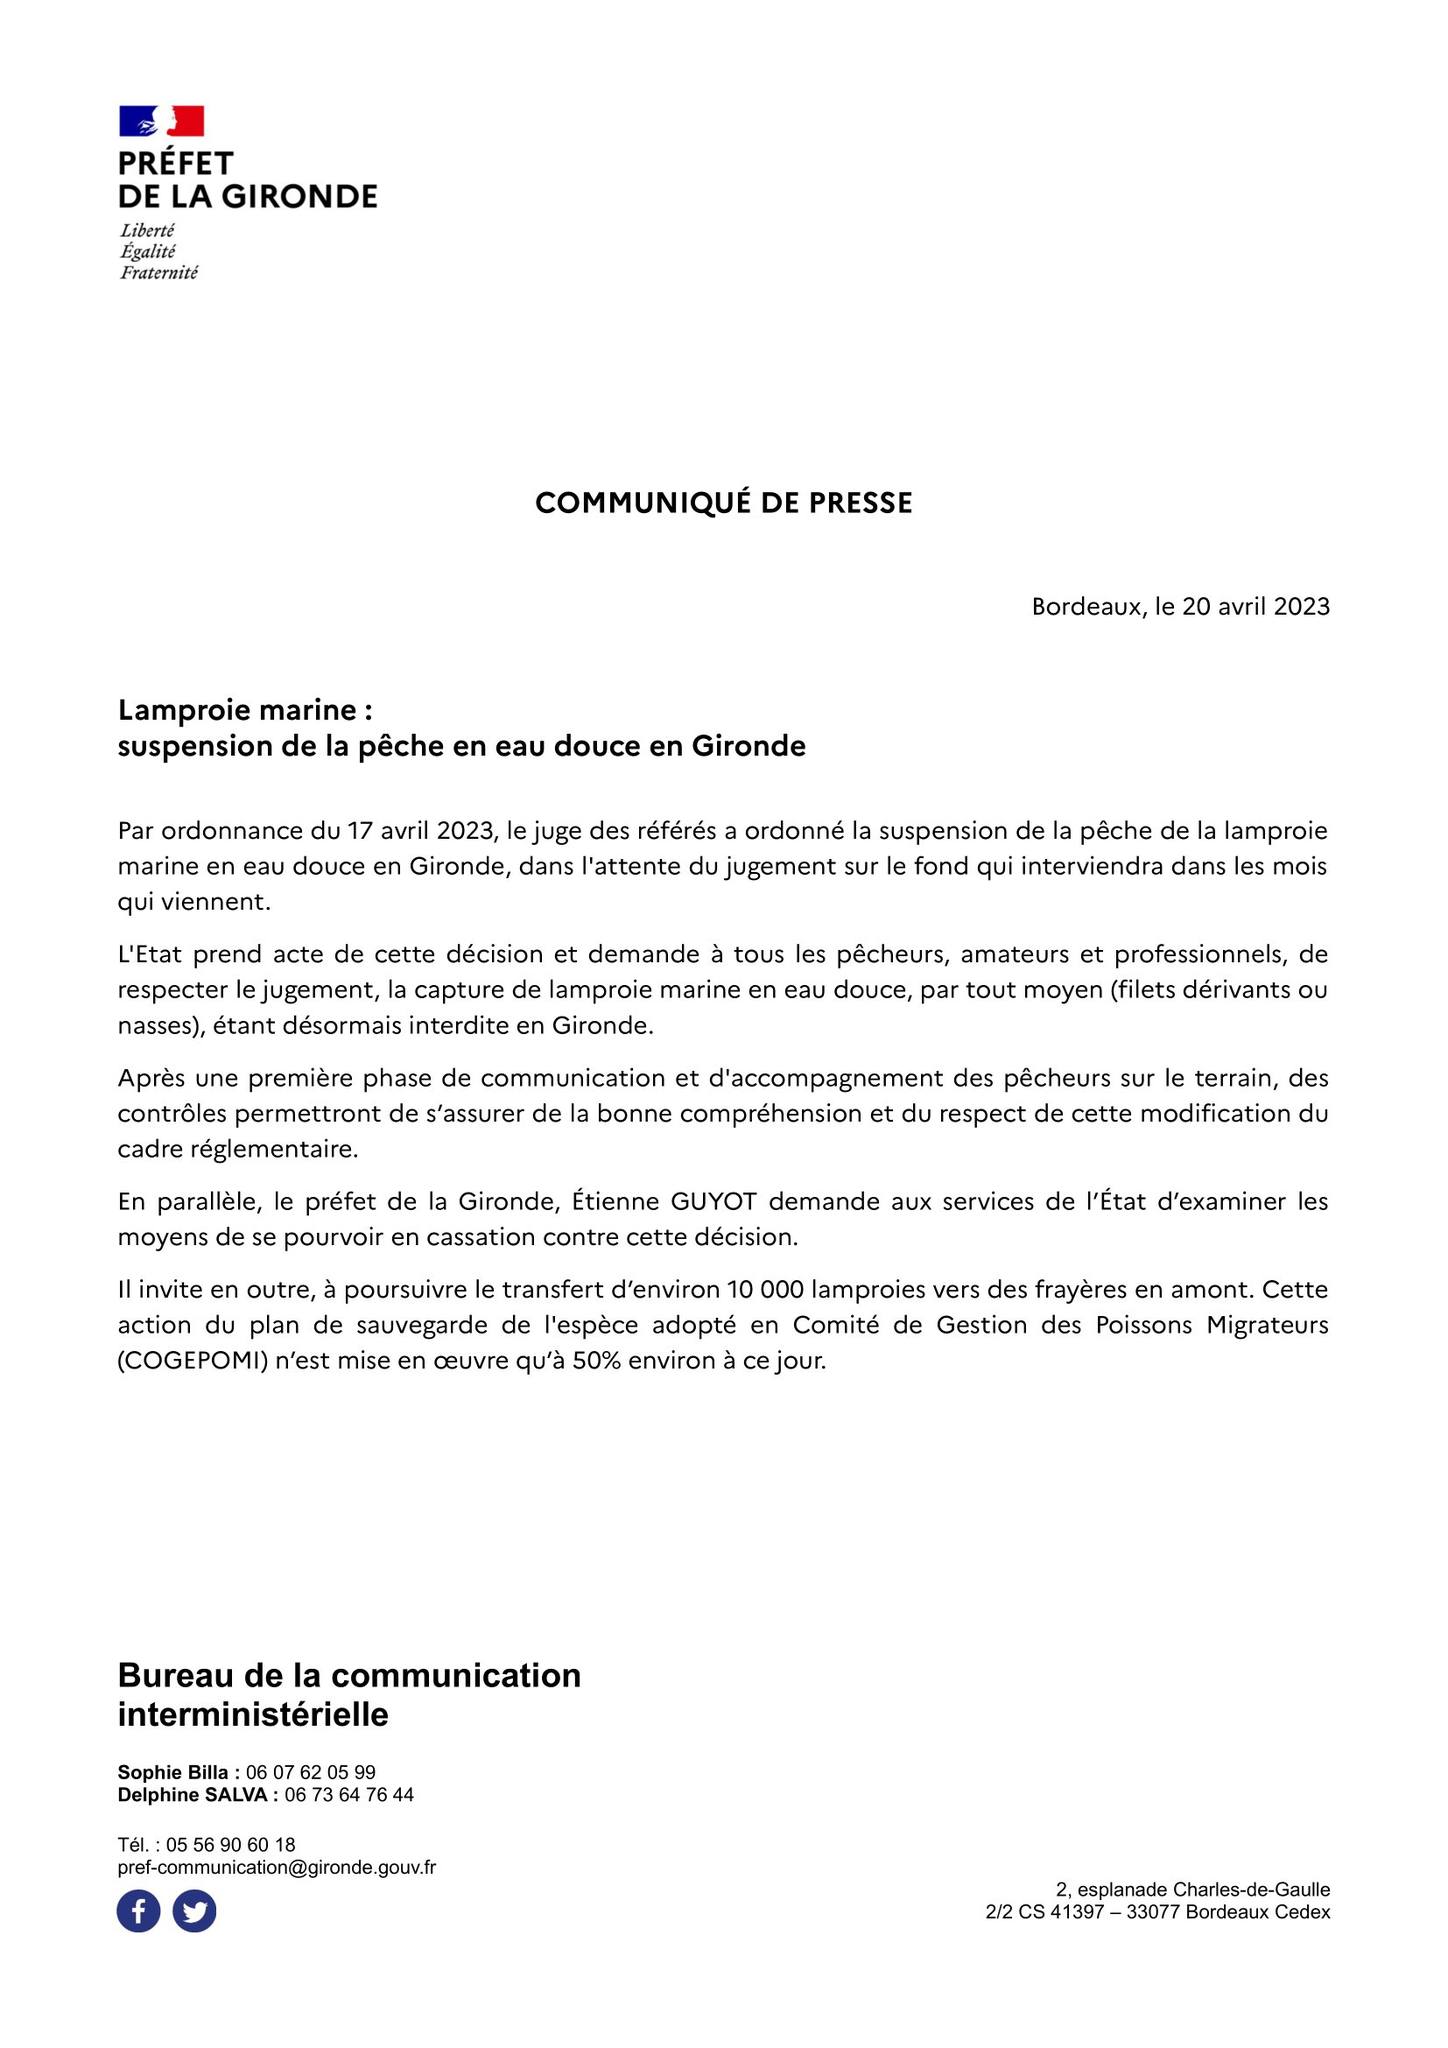 PRÉFET
DE LA GIRONDE
Liberté
Égalité
Fraternité
COMMUNIQUÉ DE PRESSE
Bordeaux, le 20 avril 2023
Lamproie marine :
suspension de la pêche en eau douce en Gironde
Par ordonnance du 17 avril 2023, le juge des référés a ordonné la suspension de la pêche de la lamproie
marine en eau douce en Gironde, dans l'attente du jugement sur le fond qui interviendra dans les mois
qui viennent.
L'Etat prend acte de cette décision et demande à tous les pêcheurs, amateurs et professionnels, de
respecter le jugement, la capture de lamproie marine en eau douce, par tout moyen (filets dérivants ou
nasses), étant désormais interdite en Gironde.
Après une première phase de communication et d'accompagnement des pêcheurs sur le terrain, des
contrôles permettront de s’assurer de la bonne compréhension et du respect de cette modification du
cadre réglementaire.
En parallèle, le préfet de la Gironde, Étienne GUYOT demande aux services de l’État d’examiner les
moyens de se pourvoir en cassation contre cette décision.
Il invite en outre, à poursuivre le transfert d’environ 10 000 lamproies vers des frayères en amont. Cette
action du plan de sauvegarde de l'espèce adopté en Comité de Gestion des Poissons Migrateurs
(COGEPOMI) n’est mise en œuvre qu’à 50% environ à ce jour.
Bureau de la communication
interministérielle
Sophie Billa : 06 07 62 05 99
Delphine SALVA : 06 73 64 76 44
Tél. : 05 56 90 60 18
pref-communication@gironde.gouv.fr
2, esplanade Charles-de-Gaulle
2/2 CS 41397 – 33077 Bordeaux Cedex